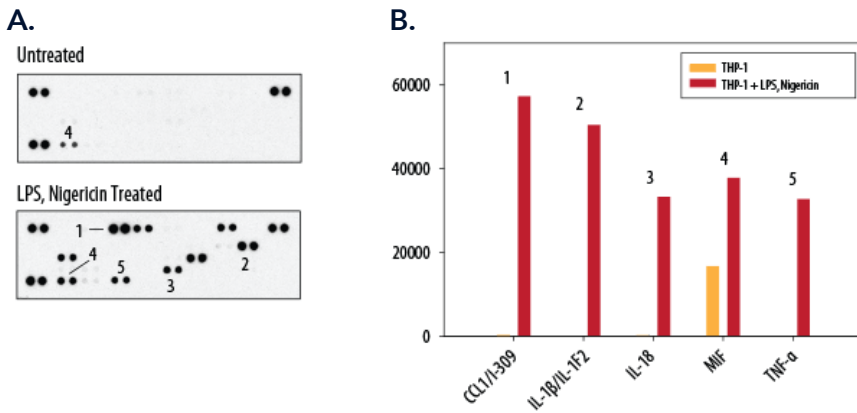 A.
Untreated
4
LPS, Nigericin Treated
1
4
5
3
2
B.
60000
40000
20000
0
1
2
3
4
5
THP-1
THP-1 + LPS, Nigericin
CCL1/I-309
IL-1β/IL-1F2
IL-18
MIF
TNF-α